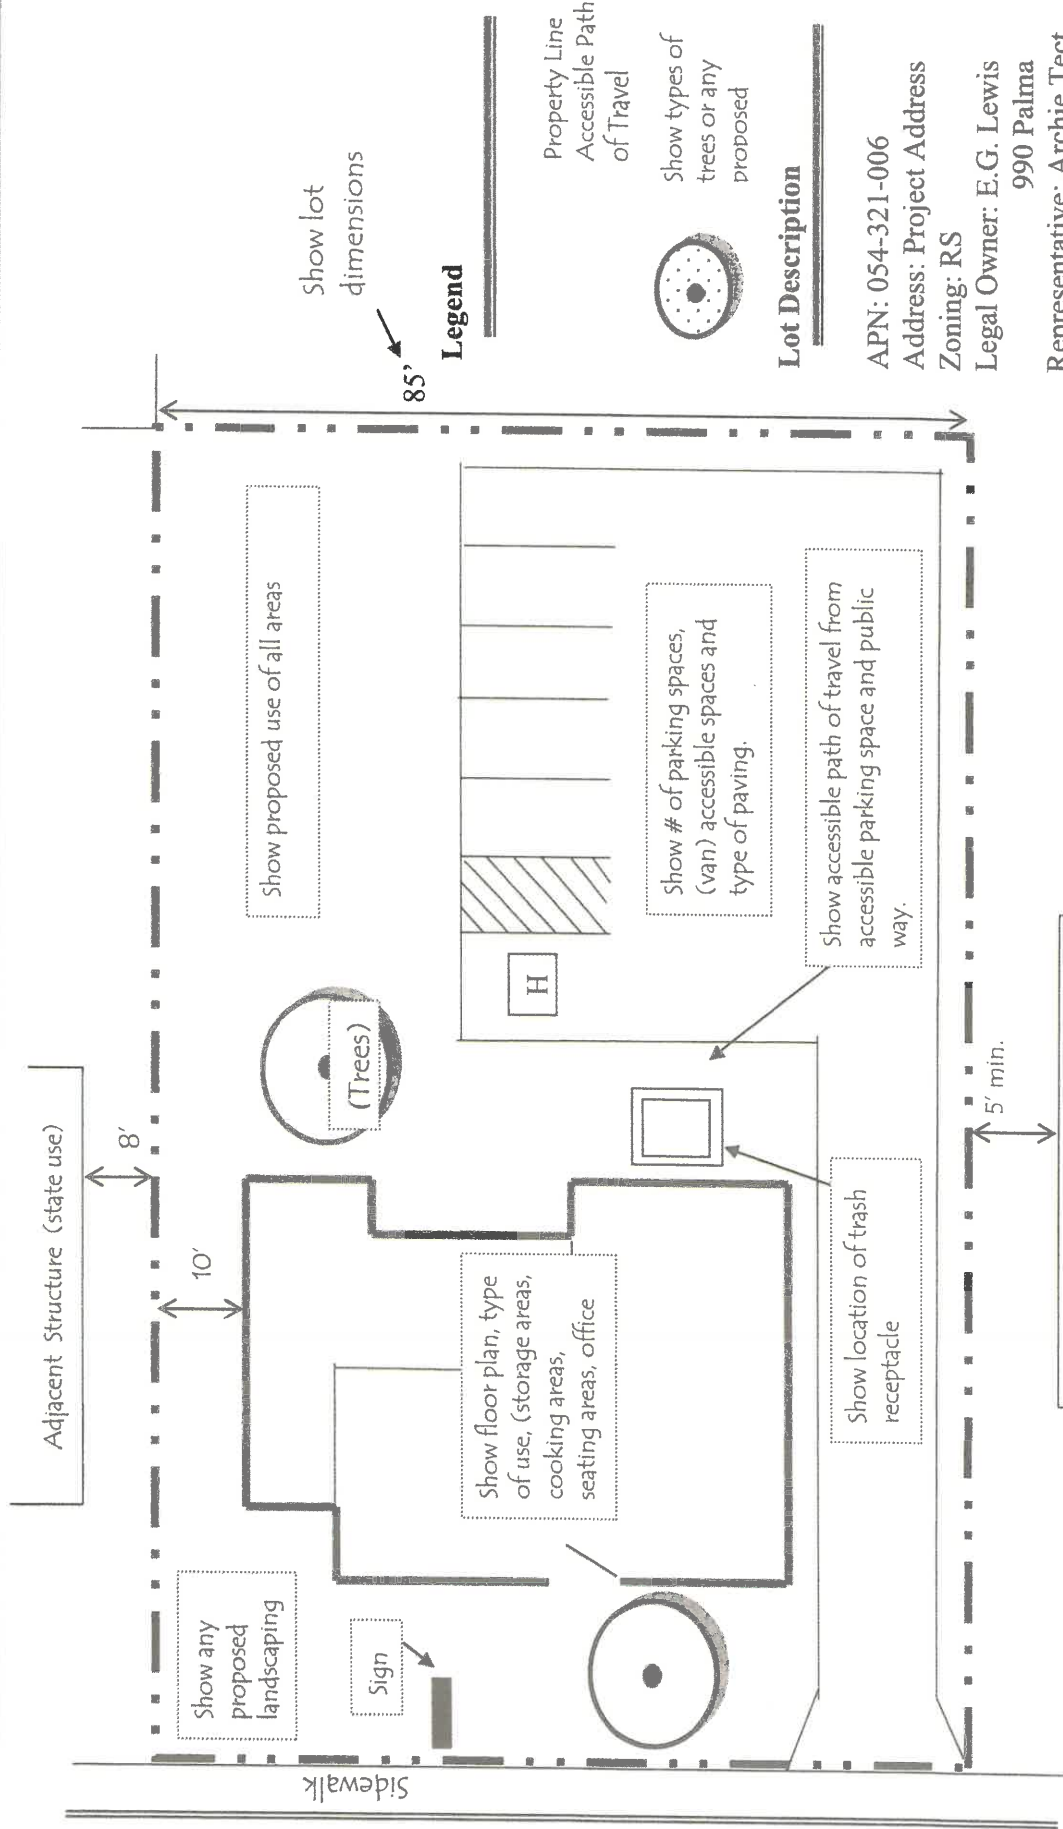 Adjacent Structure (state use)
8'
10'
Show any
proposed
landscaping
Sign
Sidewalk
(Trees)
Show proposed use of all areas
Show floor plan, type
of use, (storage areas,
cooking areas,
seating areas, office
H
Show # of parking spaces,
(van) accessible spaces and
type of paving.
Show accessible path of travel from
accessible parking space and public
way.
Show location of trash
receptacle
5' min.
85'
Show lot
dimensions
Legend
Property Line
Accessible Path
of Travel
Show types of
trees or any
proposed
Lot Description
APN: 054-321-006
Address: Project Address
Zoning: RS
Legal Owner: E.G. Lewis
990 Palma
Representative: Archie Tect